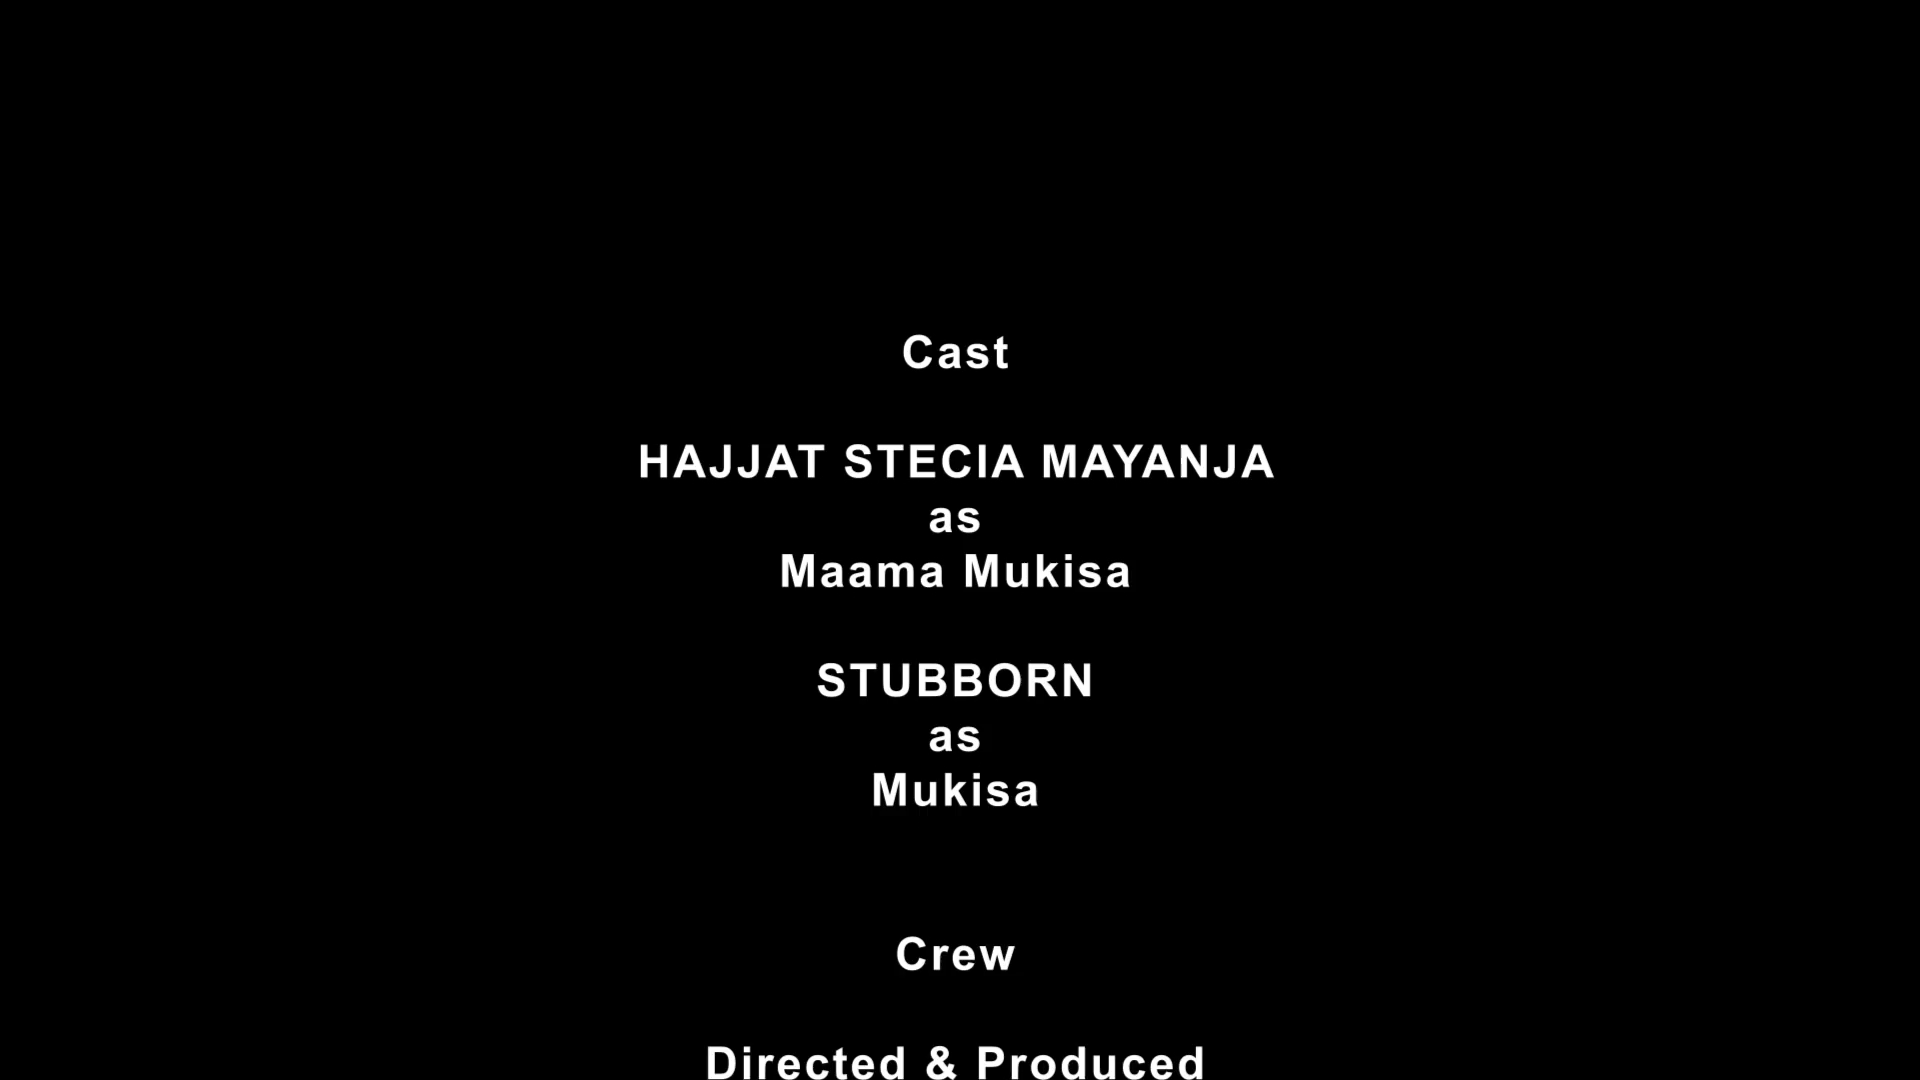 Cast
HAJJAT STECIA MAYANJA
as
Maama Mukisa
STUBBORN
as
Mukisa
Crew
Directed & Produced